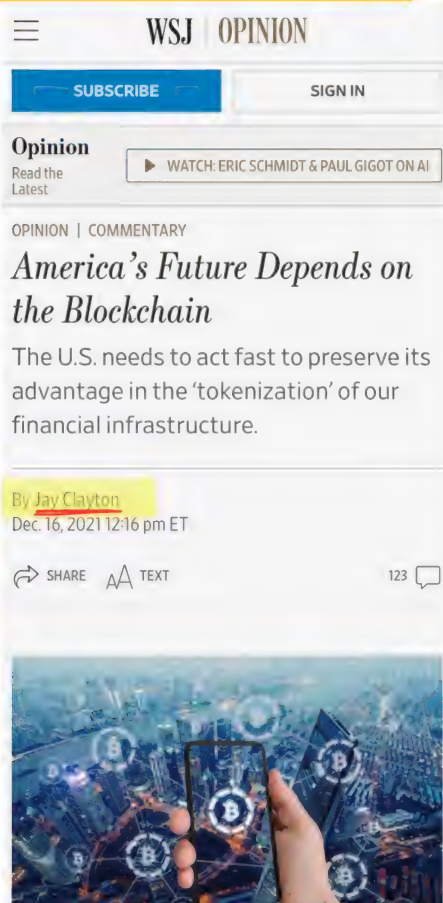 WSJ | OPINION
SUBSCRIBE
SIGN IN
Opinion
Read the
Latest
WATCH: ERIC SCHMIDT & PAUL GIGOT ON AI
OPINION | COMMENTARY
America's Future Depends on
the Blockchain
The U.S. needs to act fast to preserve its
advantage in the ‘tokenization’ of our
financial infrastructure.
By Jay Clayton
Dec. 16, 2021 12:16 pm ET
SHARE
AA TEXT
123